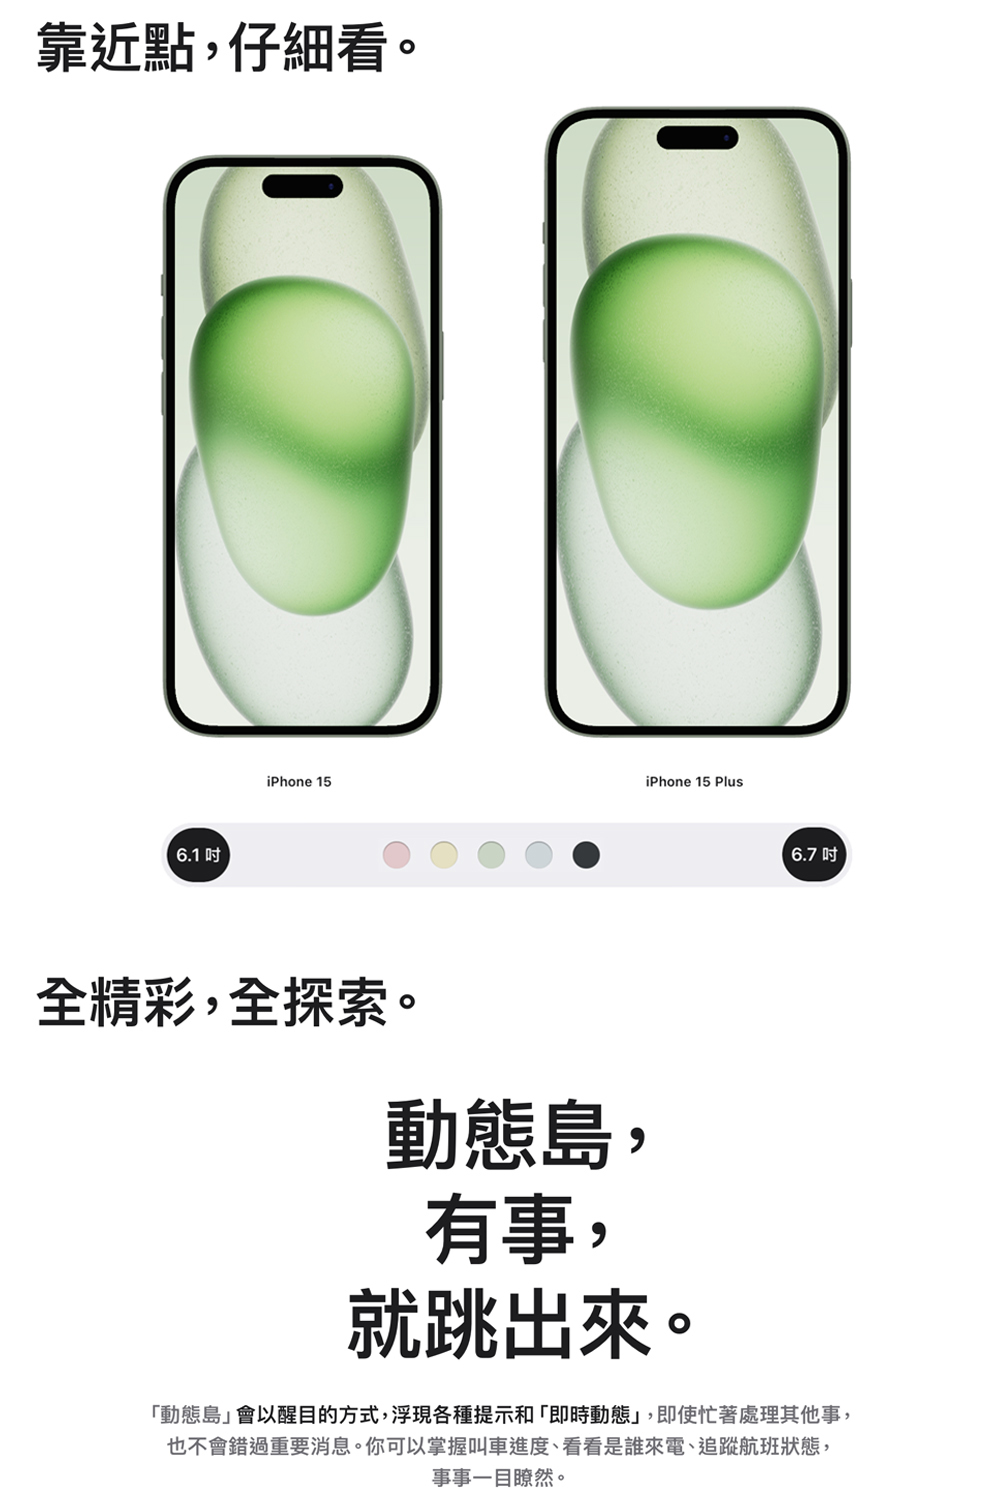 靠近點，仔細看。
iPhone 15
iPhone 15 Plus
6.1 吋
6.7 吋
全精彩，全探索。
動態島，
有事，
就跳出來。
「動態島」會以醒目的方式，浮現各種提示和「即時動態」，即使忙著處理其他事，
也不會錯過重要消息。你可以掌握叫車進度、看看是誰來電、追蹤航班狀態，
事事一目瞭然。